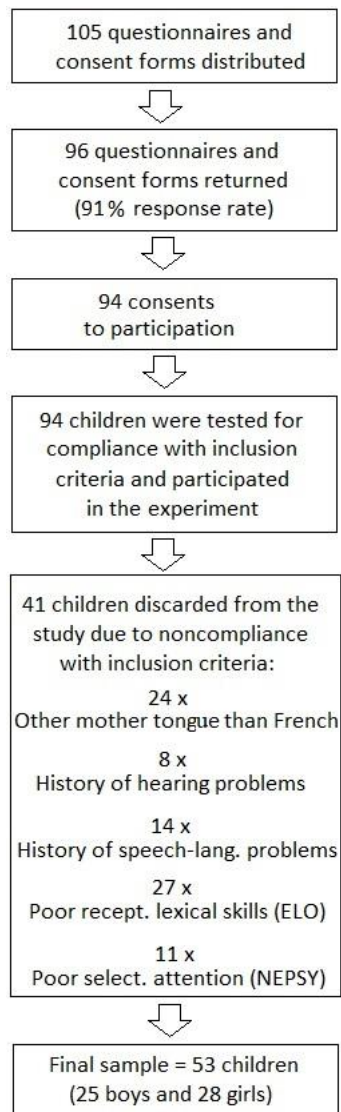 105 questionnaires and
consent forms distributed
96 questionnaires and
consent forms returned
(91% response rate)
94 consents
to participation
94 children were tested for
compliance with inclusion
criteria and participated
in the experiment
41 children discarded from the
study due to noncompliance
with inclusion criteria:
24 x
Other mother tongue than French
8 x
History of hearing problems
14 x
History of speech-lang. problems
27 x
Poor recept. lexical skills (ELO)
11 x
Poor select. attention (NEPSY)
Final sample = 53 children
(25 boys and 28 girls)